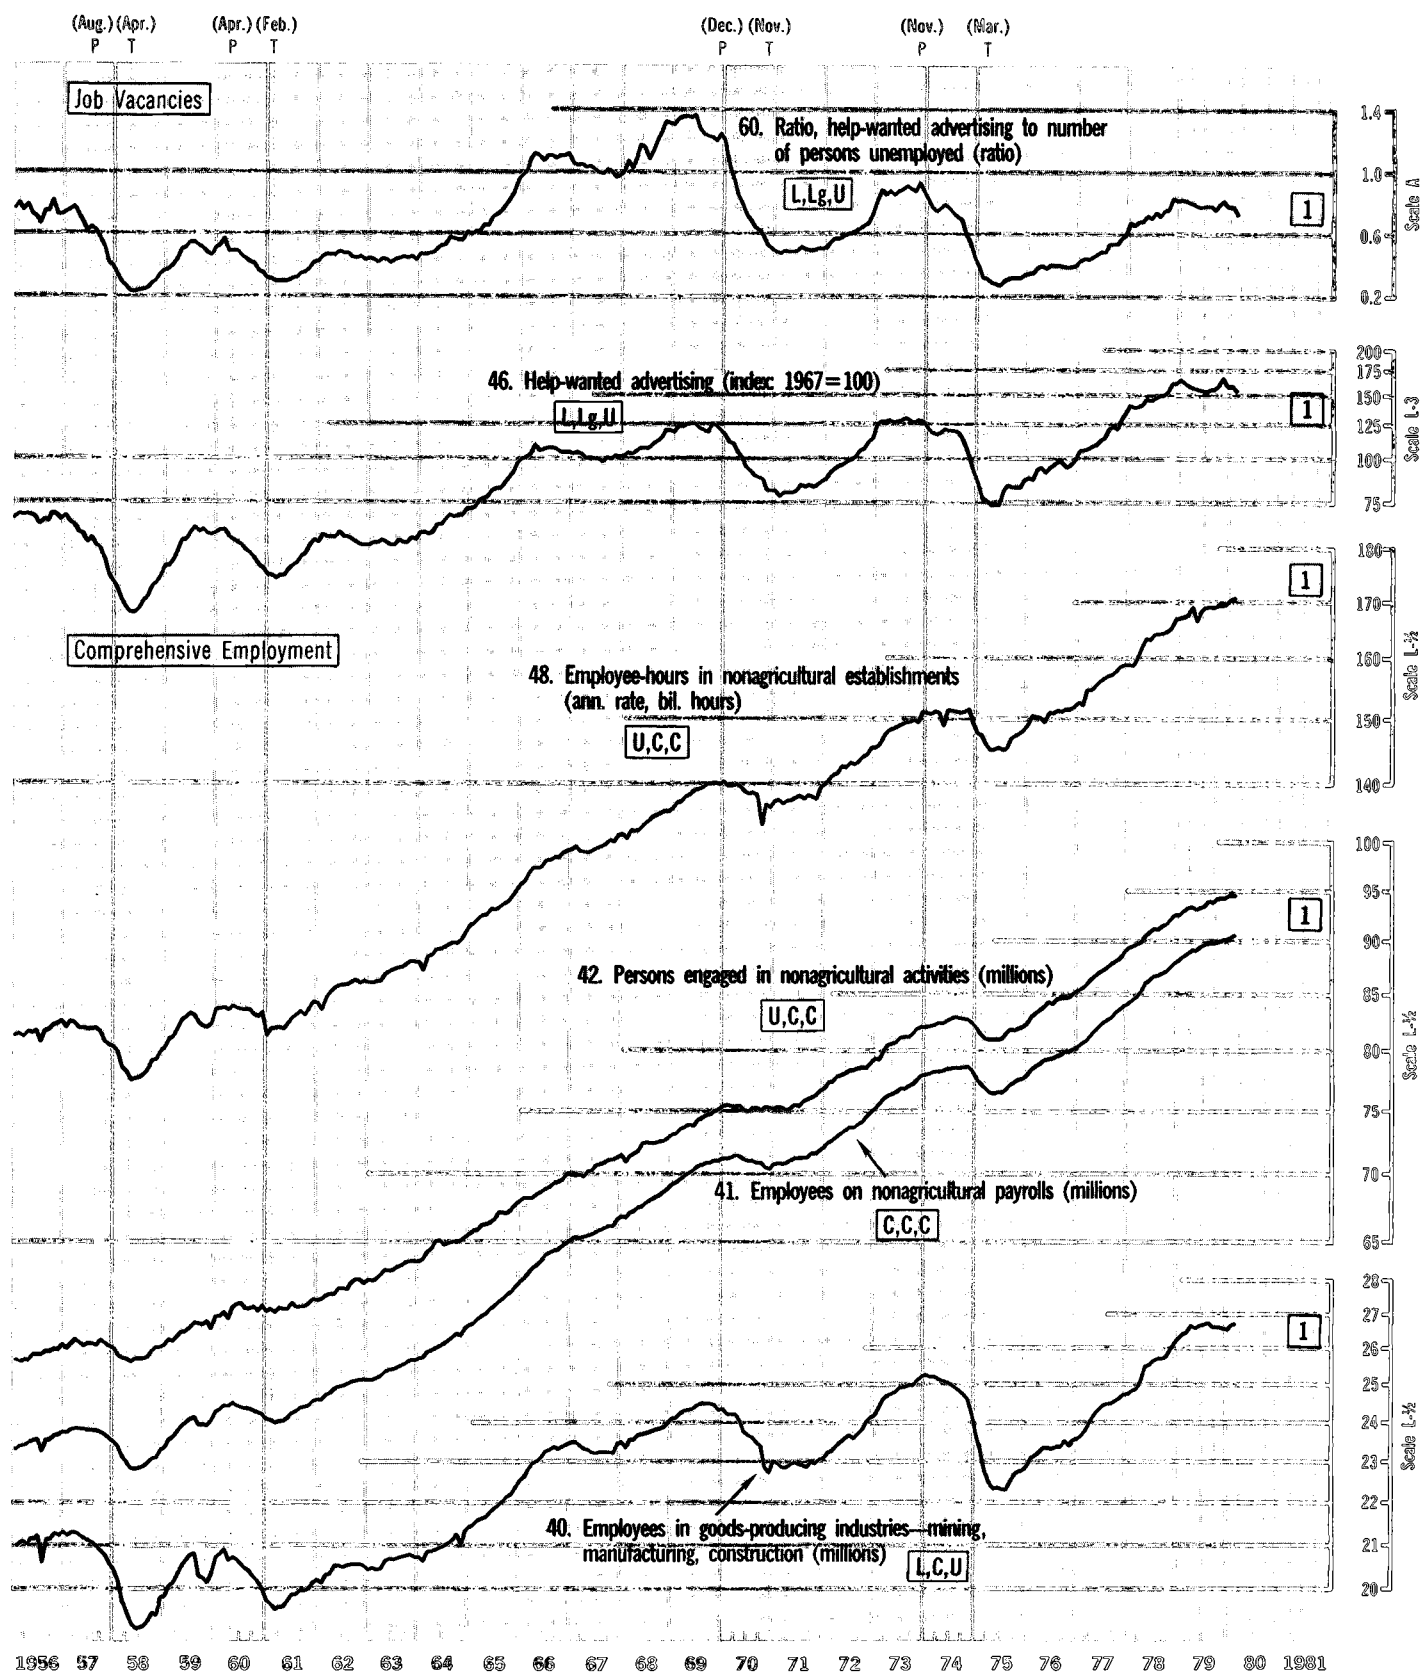 (Aug.) (Apr.) (Apr.) (Feb.) (Dec.) (Nov.) (Nov.) (Mar.)
P T P T P T P T
Job Vacancies
60. Ratio, help-wanted advertising to number
of persons unemployed (ratio)
L,Lg,U
1
1.4
1.0
0.6
0.2
Scale A
46. Help-wanted advertising (index: 1967=100)
L,Lg,U
1
200
175
150
125
100
75
Scale L-3
Comprehensive Employment
48. Employee-hours in nonagricultural establishments
(ann. rate, bil. hours)
U,C,C
1
180
170
160
150
140
Scale L-½
42. Persons engaged in nonagricultural activities (millions)
U,C,C
1
100
95
90
85
80
75
70
65
Scale L-½
41. Employees on nonagricultural payrolls (millions)
C,C,C
40. Employees in goods-producing industries—mining,
manufacturing, construction (millions)
L,C,U
1
28
27
26
25
24
23
22
21
20
Scale L-½
1956 57 58 59 60 61 62 63 64 65 66 67 68 69 70 71 72 73 74 75 76 77 78 79 80 1981